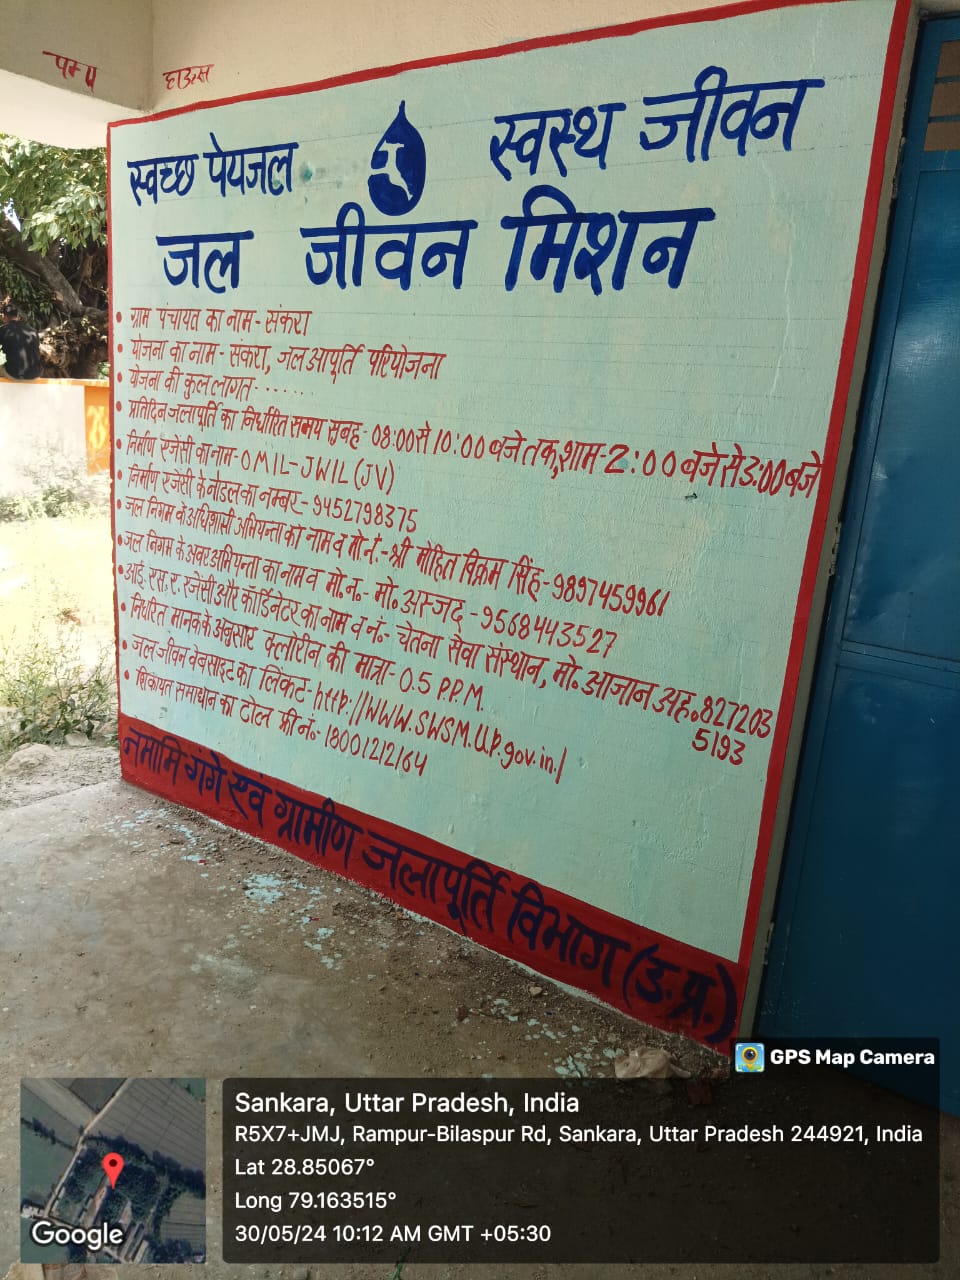 पम्प हाऊस
स्वच्छ पेयजल स्वस्थ जीवन
जल जीवन मिशन
• ग्राम पंचायत का नाम - संकरा
• योजना का नाम - संकरा, जल आपूर्ति परियोजना
• योजना की कुल लागत - . . . . . .
• प्रतिदिन जलापूर्ति का निर्धारित समय सुबह - 08:00 से 10:00 बजे तक, शाम - 2:00 बजे से 5:00 बजे
• निर्माण एजेंसी का नाम - OMIL-JWIL (JV)
• निर्माण एजेंसी के नोडल का नम्बर - 9452798375
• जल निगम के अधिशासी अभियन्ता का नाम व मो.नं. - श्री मोहित विक्रम सिंह - 9897459961
• जल निगम के अवर अभियन्ता का नाम व मो.न. - मो. अस्जद - 9568443527
• आई. एस. ए. एजेंसी और कॉर्डिनेटर का नाम व नं. - चेतना सेवा संस्थान, मो. आजान अह. 827203
5193
• निर्धारित मानक के अनुसार क्लोरीन की मात्रा - 0.5 P.P.M.
• जल जीवन वेबसाइट का लिंकट - http://WWW.SWSM.U.P.gov.in./
• शिकायत समाधान का टोल फ्री नं. 18001212164
नमामि गंगे एवं ग्रामीण जलापूर्ति विभाग (उ.प्र.)
GPS Map Camera
Sankara, Uttar Pradesh, India
R5X7+JMJ, Rampur-Bilaspur Rd, Sankara, Uttar Pradesh 244921, India
Lat 28.85067°
Long 79.163515°
30/05/24 10:12 AM GMT +05:30
Google